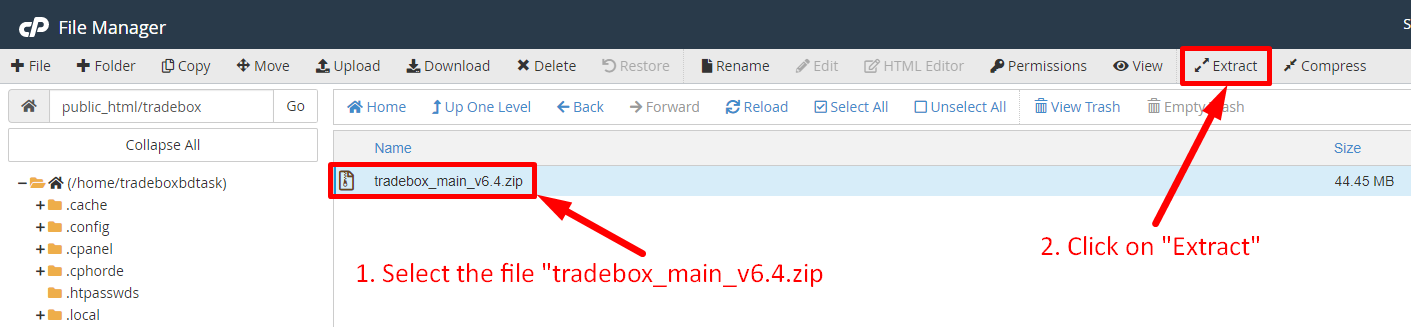 cP File Manager S
File Folder Copy Move Upload Download Delete Restore Rename Edit HTML Editor Permissions View Extract Compress
public_html/tradebox Go Home Up One Level Back Forward Reload Select All Unselect All View Trash Empty Trash
Collapse All
Name Size
(/home/tradeboxbdtask) tradebox_main_v6.4.zip 44.45 MB
.cache
.config
.cpanel 2. Click on "Extract"
.cphorde 1. Select the file "tradebox_main_v6.4.zip
.htpasswds
.local